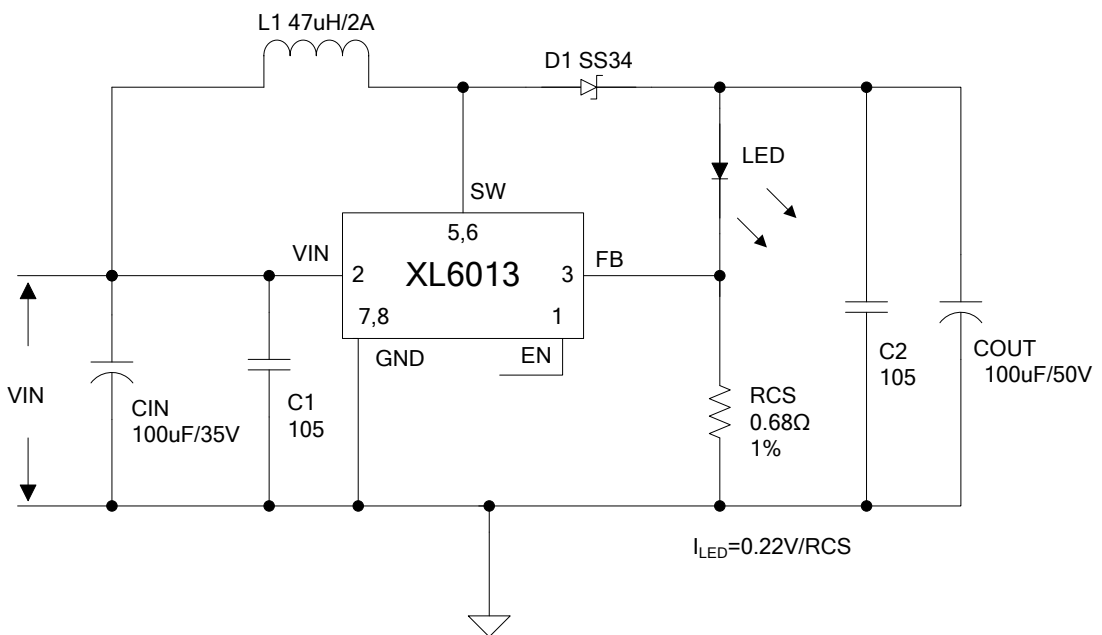 L1 47uH/2A
D1 SS34
LED
SW
5,6
VIN
2
XL6013
3
FB
7,8
1
GND
EN
VIN
CIN
100uF/35V
C1
105
RCS
0.68Ω
1%
C2
105
COUT
100uF/50V
I_LED=0.22V/RCS